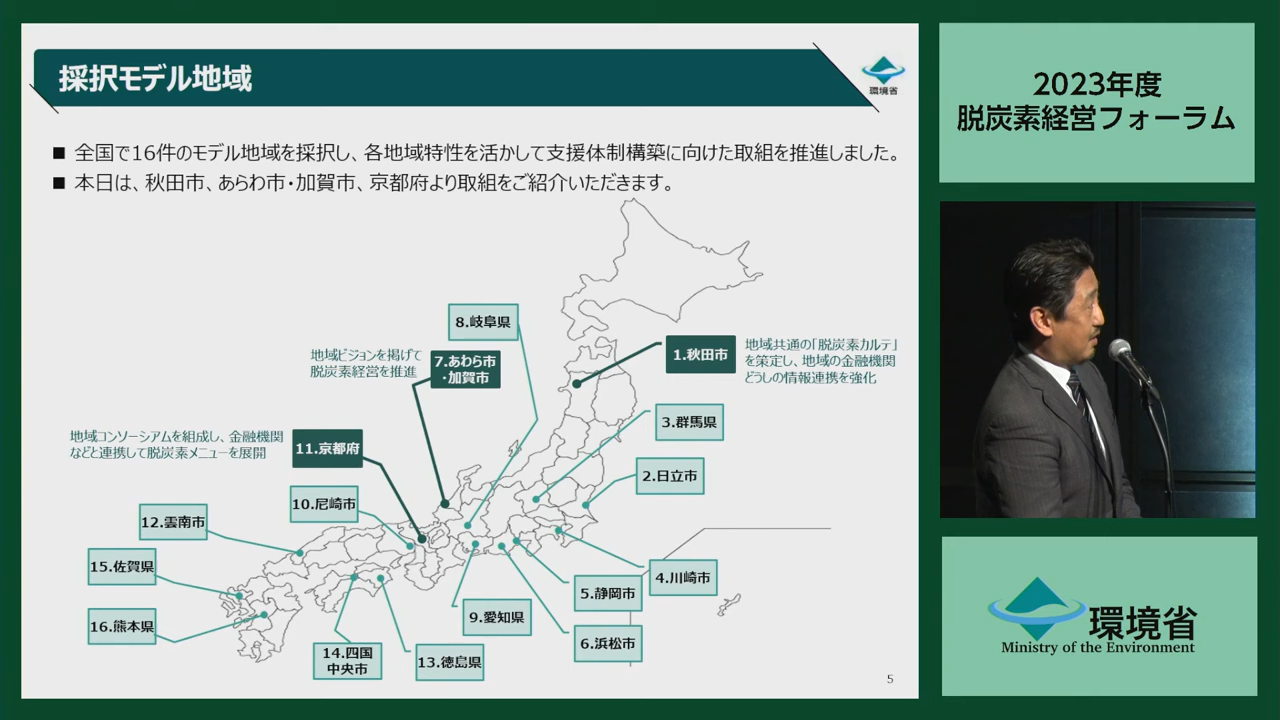 採択モデル地域
環境省
■ 全国で16件のモデル地域を採択し、各地域特性を活かして支援体制構築に向けた取組を推進しました。
■ 本日は、秋田市、あらわ市・加賀市、京都府より取組をご紹介いただきます。
8.岐阜県
地域ビジョンを掲げて
脱炭素経営を推進
7.あわら市
・加賀市
1.秋田市
地域共通の「脱炭素カルテ」
を策定し、地域の金融機関
どうしの情報連携を強化
3.群馬県
地域コンソーシアムを組成し、金融機関
などと連携して脱炭素メニューを展開
11.京都府
2.日立市
10.尼崎市
12.雲南市
15.佐賀県
4.川崎市
5.静岡市
16.熊本県
9.愛知県
6.浜松市
14.四国
中央市
13.徳島県
5
2023年度
脱炭素経営フォーラム
環境省
Ministry of the Environment